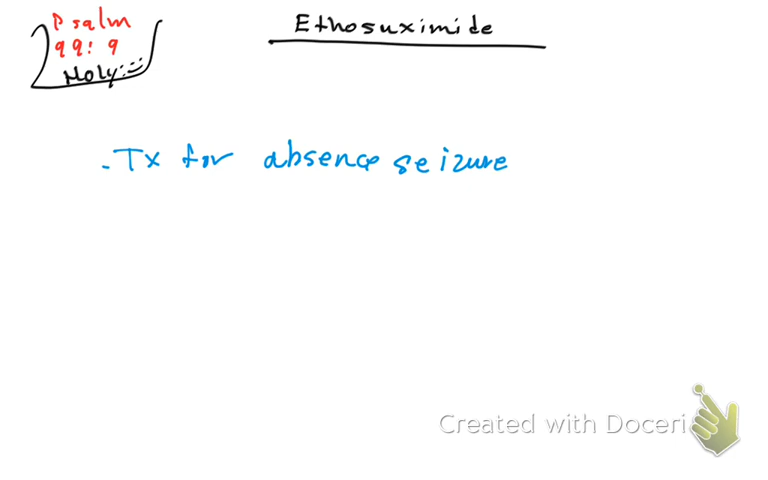 Psalm
99:9
Holy :=
Ethosuximide
. Tx for absence seizure
Created with Doceri